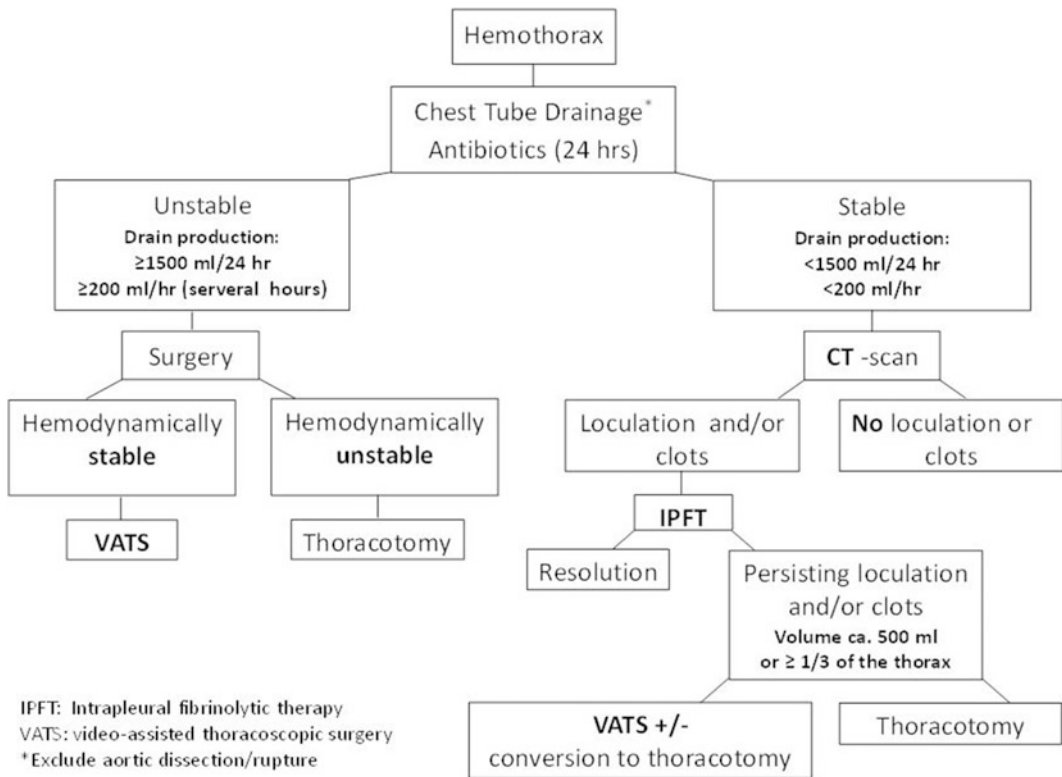 Hemothorax
Chest Tube Drainage*
Antibiotics (24 hrs)
Unstable
Drain production:
≥1500 ml/24 hr
≥200 ml/hr (serveral hours)
Stable
Drain production:
<1500 ml/24 hr
<200 ml/hr
Surgery
CT -scan
Hemodynamically
stable
Hemodynamically
unstable
Loculation and/or
clots
No loculation or
clots
VATS
Thoracotomy
IPFT
Resolution
Persisting loculation
and/or clots
Volume ca. 500 ml
or ≥ 1/3 of the thorax
VATS +/-
conversion to thoracotomy
Thoracotomy
IPFT: Intrapleural fibrinolytic therapy
VATS: video-assisted thoracoscopic surgery
*Exclude aortic dissection/rupture